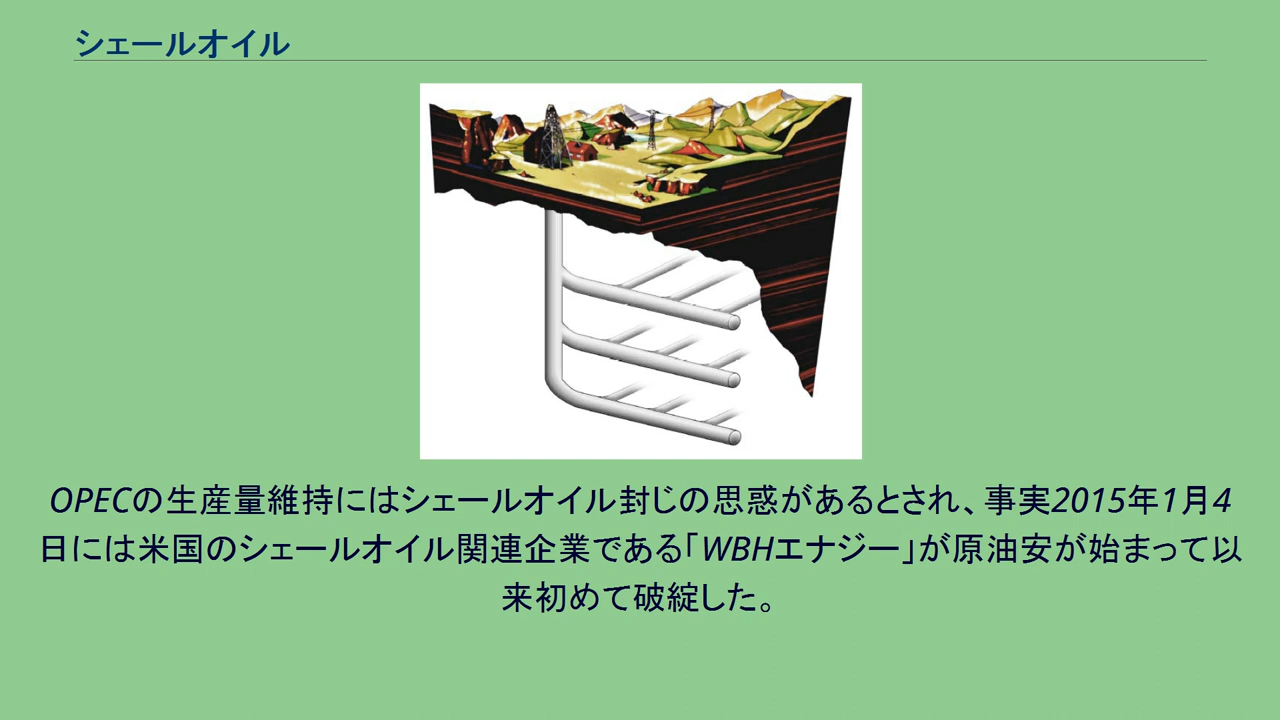 シェールオイル
OPECの生産量維持にはシェールオイル封じの思惑があるとされ、事実2015年1月4
日には米国のシェールオイル関連企業である「WBHエナジー」が原油安が始まって以
来初めて破綻した。